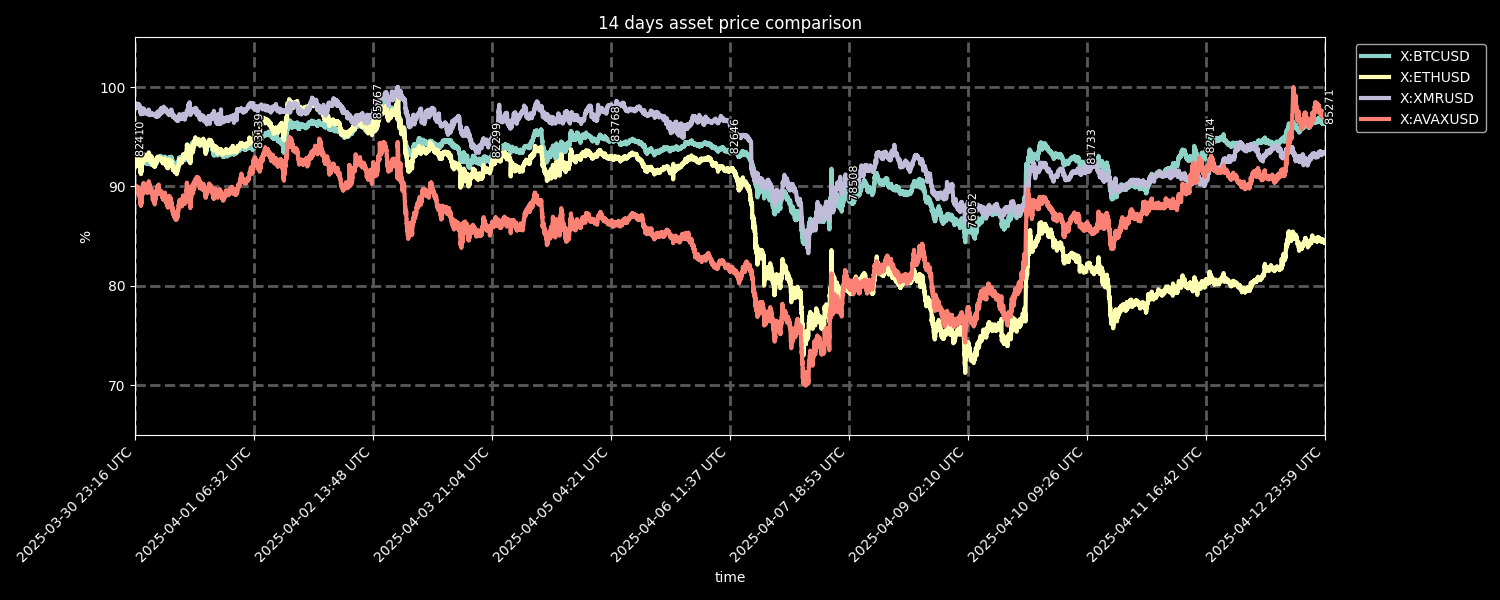 14 days asset price comparison
X:BTCUSD
X:ETHUSD
X:XMRUSD
X:AVAXUSD
100
90
80
70
%
82410
83139
85767
82299
83768
82646
78508
76052
81733
82714
85271
2025-03-30 23:16 UTC
2025-04-01 06:32 UTC
2025-04-02 13:48 UTC
2025-04-03 21:04 UTC
2025-04-05 04:21 UTC
2025-04-06 11:37 UTC
2025-04-07 18:53 UTC
2025-04-09 02:10 UTC
2025-04-10 09:26 UTC
2025-04-11 16:42 UTC
2025-04-12 23:59 UTC
time